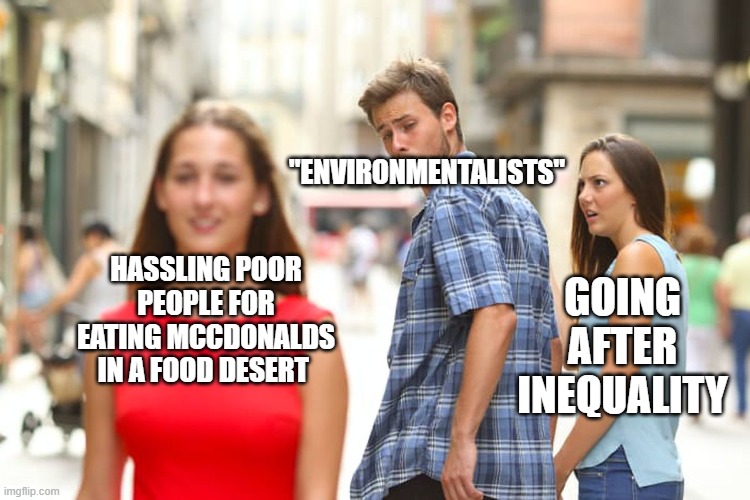 "ENVIRONMENTALISTS"
HASSLING POOR
PEOPLE FOR
EATING MCCDONALDS
IN A FOOD DESERT
GOING
AFTER
INEQUALITY
imgflip.com